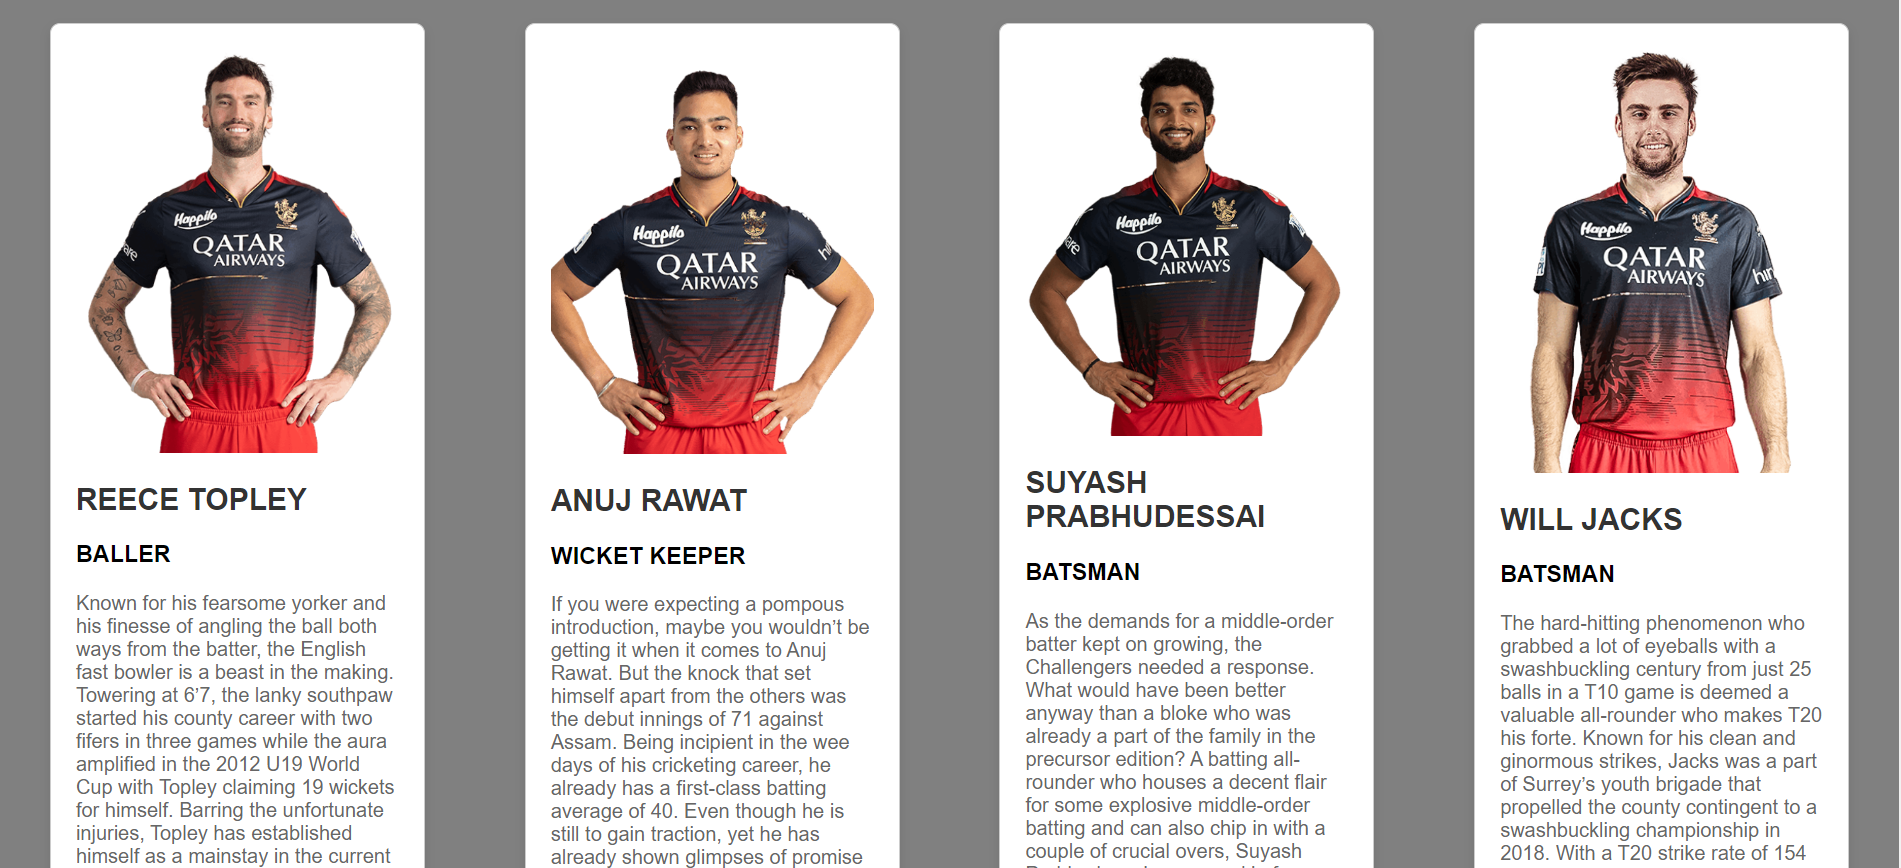 Happilo
QATAR
AIRWAYS
REECE TOPLEY
BALLER
Known for his fearsome yorker and
his finesse of angling the ball both
ways from the batter, the English
fast bowler is a beast in the making.
Towering at 6’7, the lanky southpaw
started his county career with two
fifers in three games while the aura
amplified in the 2012 U19 World
Cup with Topley claiming 19 wickets
for himself. Barring the unfortunate
injuries, Topley has established
himself as a mainstay in the current
Happilo
QATAR
AIRWAYS
ANUJ RAWAT
WICKET KEEPER
If you were expecting a pompous
introduction, maybe you wouldn’t be
getting it when it comes to Anuj
Rawat. But the knock that set
himself apart from the others was
the debut innings of 71 against
Assam. Being incipient in the wee
days of his cricketing career, he
already has a first-class batting
average of 40. Even though he is
still to gain traction, yet he has
already shown glimpses of promise
Happilo
QATAR
AIRWAYS
SUYASH
PRABHUDESSAI
BATSMAN
As the demands for a middle-order
batter kept on growing, the
Challengers needed a response.
What would have been better
anyway than a bloke who was
already a part of the family in the
precursor edition? A batting all-
rounder who houses a decent flair
for some explosive middle-order
batting and can also chip in with a
couple of crucial overs, Suyash
Happilo
QATAR
AIRWAYS
WILL JACKS
BATSMAN
The hard-hitting phenomenon who
grabbed a lot of eyeballs with a
swashbuckling century from just 25
balls in a T10 game is deemed a
valuable all-rounder who makes T20
his forte. Known for his clean and
ginormous strikes, Jacks was a part
of Surrey’s youth brigade that
propelled the county contingent to a
swashbuckling championship in
2018. With a T20 strike rate of 154